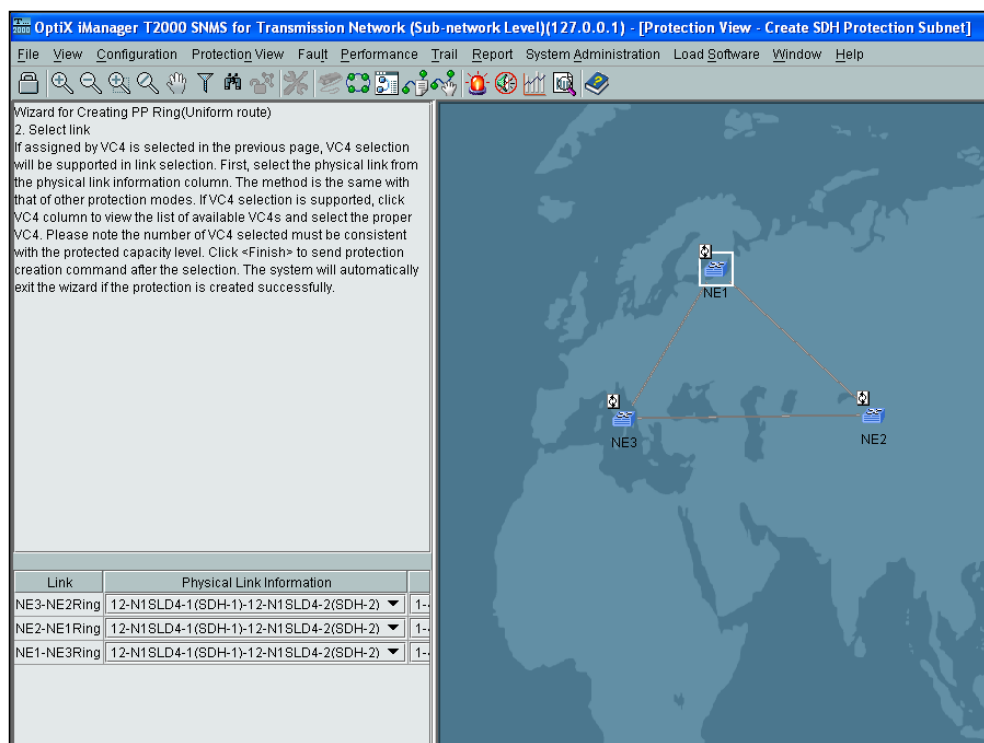 OptiX iManager T2000 SNMS for Transmission Network (Sub-network Level)(127.0.0.1) - [Protection View - Create SDH Protection Subnet]
File View Configuration Protection View Fault Performance Trail Report System Administration Load Software Window Help
Wizard for Creating PP Ring(Uniform route)
2. Select link
If assigned by VC4 is selected in the previous page, VC4 selection
will be supported in link selection. First, select the physical link from
the physical link information column. The method is the same with
that of other protection modes. If VC4 selection is supported, click
VC4 column to view the list of available VC4s and select the proper
VC4. Please note the number of VC4 selected must be consistent
with the protected capacity level. Click <Finish> to send protection
creation command after the selection. The system will automatically
exit the wizard if the protection is created successfully.
NE1
NE3
NE2
Link Physical Link Information
NE3-NE2Ring 12-N1SLD4-1(SDH-1)-12-N1SLD4-2(SDH-2) 1-
NE2-NE1Ring 12-N1SLD4-1(SDH-1)-12-N1SLD4-2(SDH-2) 1-
NE1-NE3Ring 12-N1SLD4-1(SDH-1)-12-N1SLD4-2(SDH-2) 1-